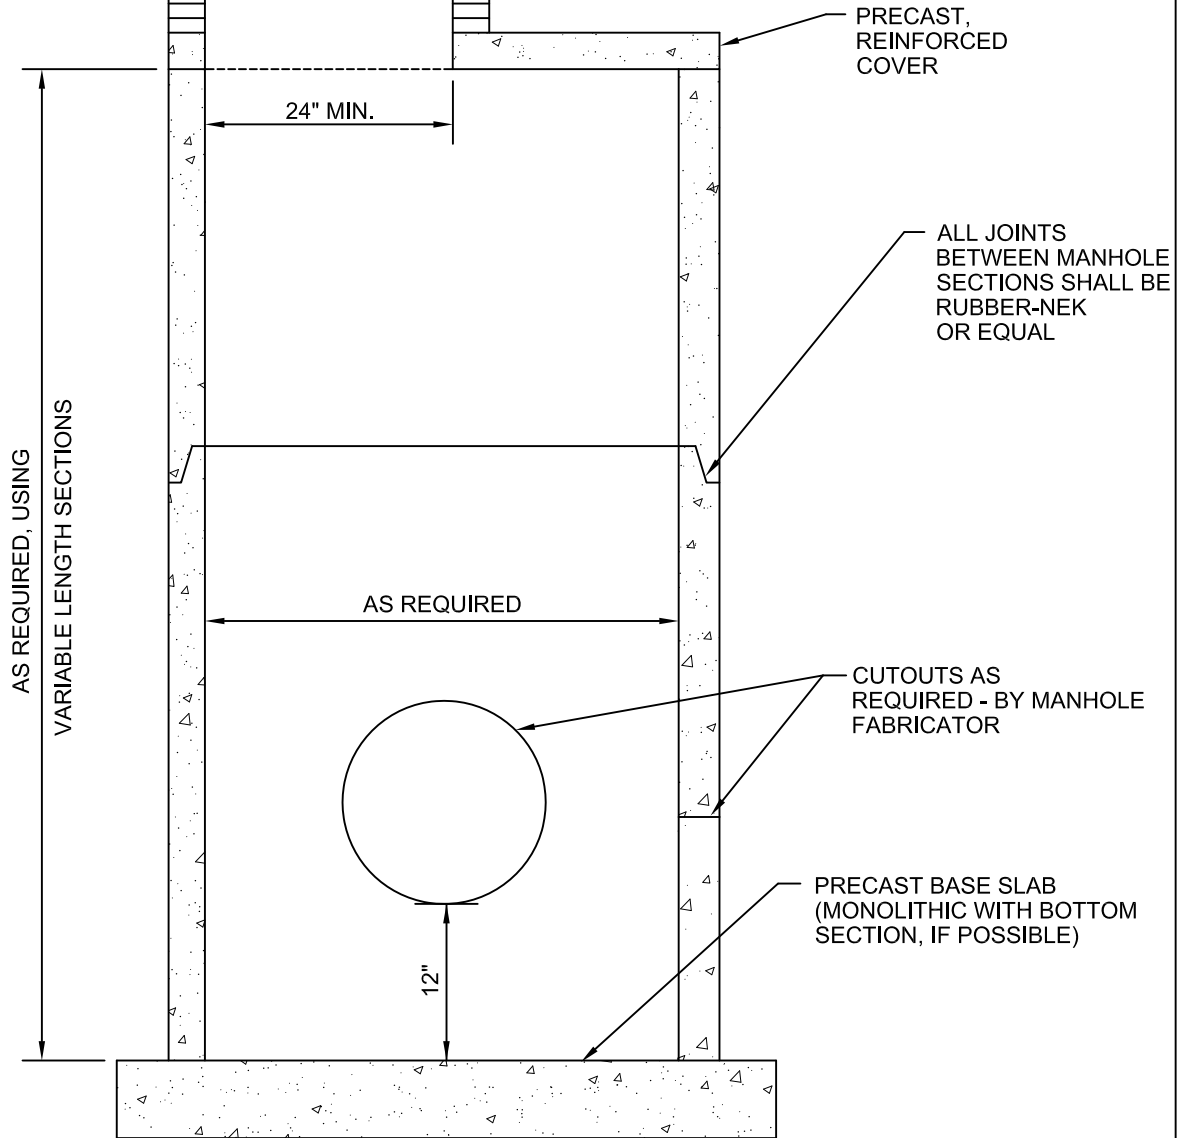 PRECAST,
REINFORCED
COVER
24" MIN.
ALL JOINTS
BETWEEN MANHOLE
SECTIONS SHALL BE
RUBBER-NEK
OR EQUAL
AS REQUIRED, USING
VARIABLE LENGTH SECTIONS
AS REQUIRED
CUTOUTS AS
REQUIRED - BY MANHOLE
FABRICATOR
PRECAST BASE SLAB
(MONOLITHIC WITH BOTTOM
SECTION, IF POSSIBLE)
12"